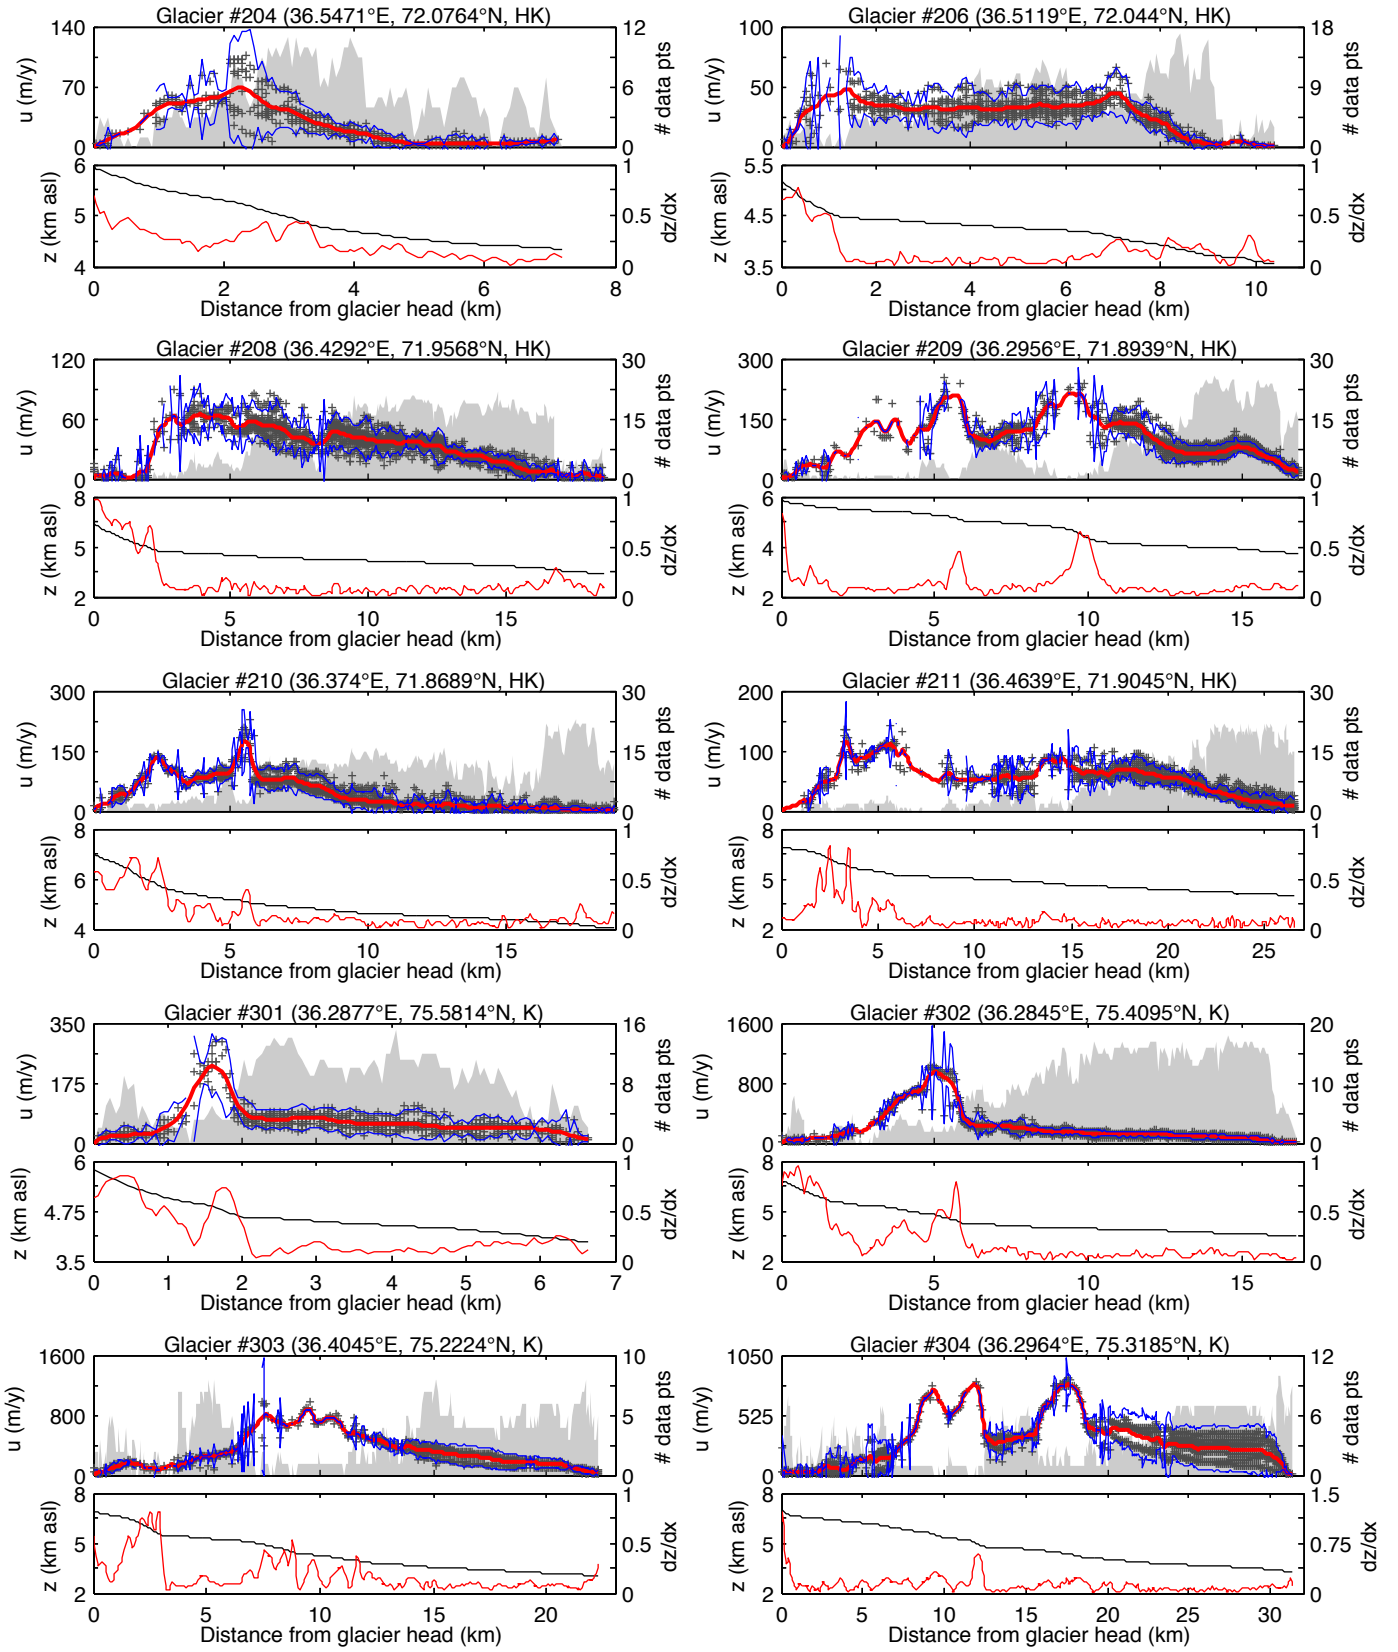 Glacier #204 (36.5471°E, 72.0764°N, HK)
140
70
0
u (m/y)
12
6
0
# data pts
6
5
4
z (km asl)
1
0.5
0
dz/dx
0 2 4 6 8
Distance from glacier head (km)
Glacier #206 (36.5119°E, 72.044°N, HK)
100
50
0
u (m/y)
18
9
0
# data pts
5.5
4.5
3.5
z (km asl)
1
0.5
0
dz/dx
0 2 4 6 8 10
Distance from glacier head (km)
Glacier #208 (36.4292°E, 71.9568°N, HK)
120
60
0
u (m/y)
30
15
0
# data pts
8
5
2
z (km asl)
1
0.5
0
dz/dx
0 5 10 15
Distance from glacier head (km)
Glacier #209 (36.2956°E, 71.8939°N, HK)
300
150
0
u (m/y)
30
15
0
# data pts
6
4
2
z (km asl)
1
0.5
0
dz/dx
0 5 10 15
Distance from glacier head (km)
Glacier #210 (36.374°E, 71.8689°N, HK)
300
150
0
u (m/y)
30
15
0
# data pts
8
5
4
z (km asl)
1
0.5
0
dz/dx
0 5 10 15
Distance from glacier head (km)
Glacier #211 (36.4639°E, 71.9045°N, HK)
200
100
0
u (m/y)
30
15
0
# data pts
8
5
2
z (km asl)
1
0.5
0
dz/dx
0 5 10 15 20 25
Distance from glacier head (km)
Glacier #301 (36.2877°E, 75.5814°N, K)
350
175
0
u (m/y)
16
8
0
# data pts
6
4.75
3.5
z (km asl)
1
0.5
0
dz/dx
0 1 2 3 4 5 6 7
Distance from glacier head (km)
Glacier #302 (36.2845°E, 75.4095°N, K)
1600
800
0
u (m/y)
20
10
0
# data pts
8
5
2
z (km asl)
1
0.5
0
dz/dx
0 5 10 15
Distance from glacier head (km)
Glacier #303 (36.4045°E, 75.2224°N, K)
1600
800
0
u (m/y)
10
5
0
# data pts
8
5
2
z (km asl)
1
0.5
0
dz/dx
0 5 10 15 20
Distance from glacier head (km)
Glacier #304 (36.2964°E, 75.3185°N, K)
1050
525
0
u (m/y)
12
6
0
# data pts
8
5
2
z (km asl)
1.5
0.75
0
dz/dx
0 5 10 15 20 25 30
Distance from glacier head (km)